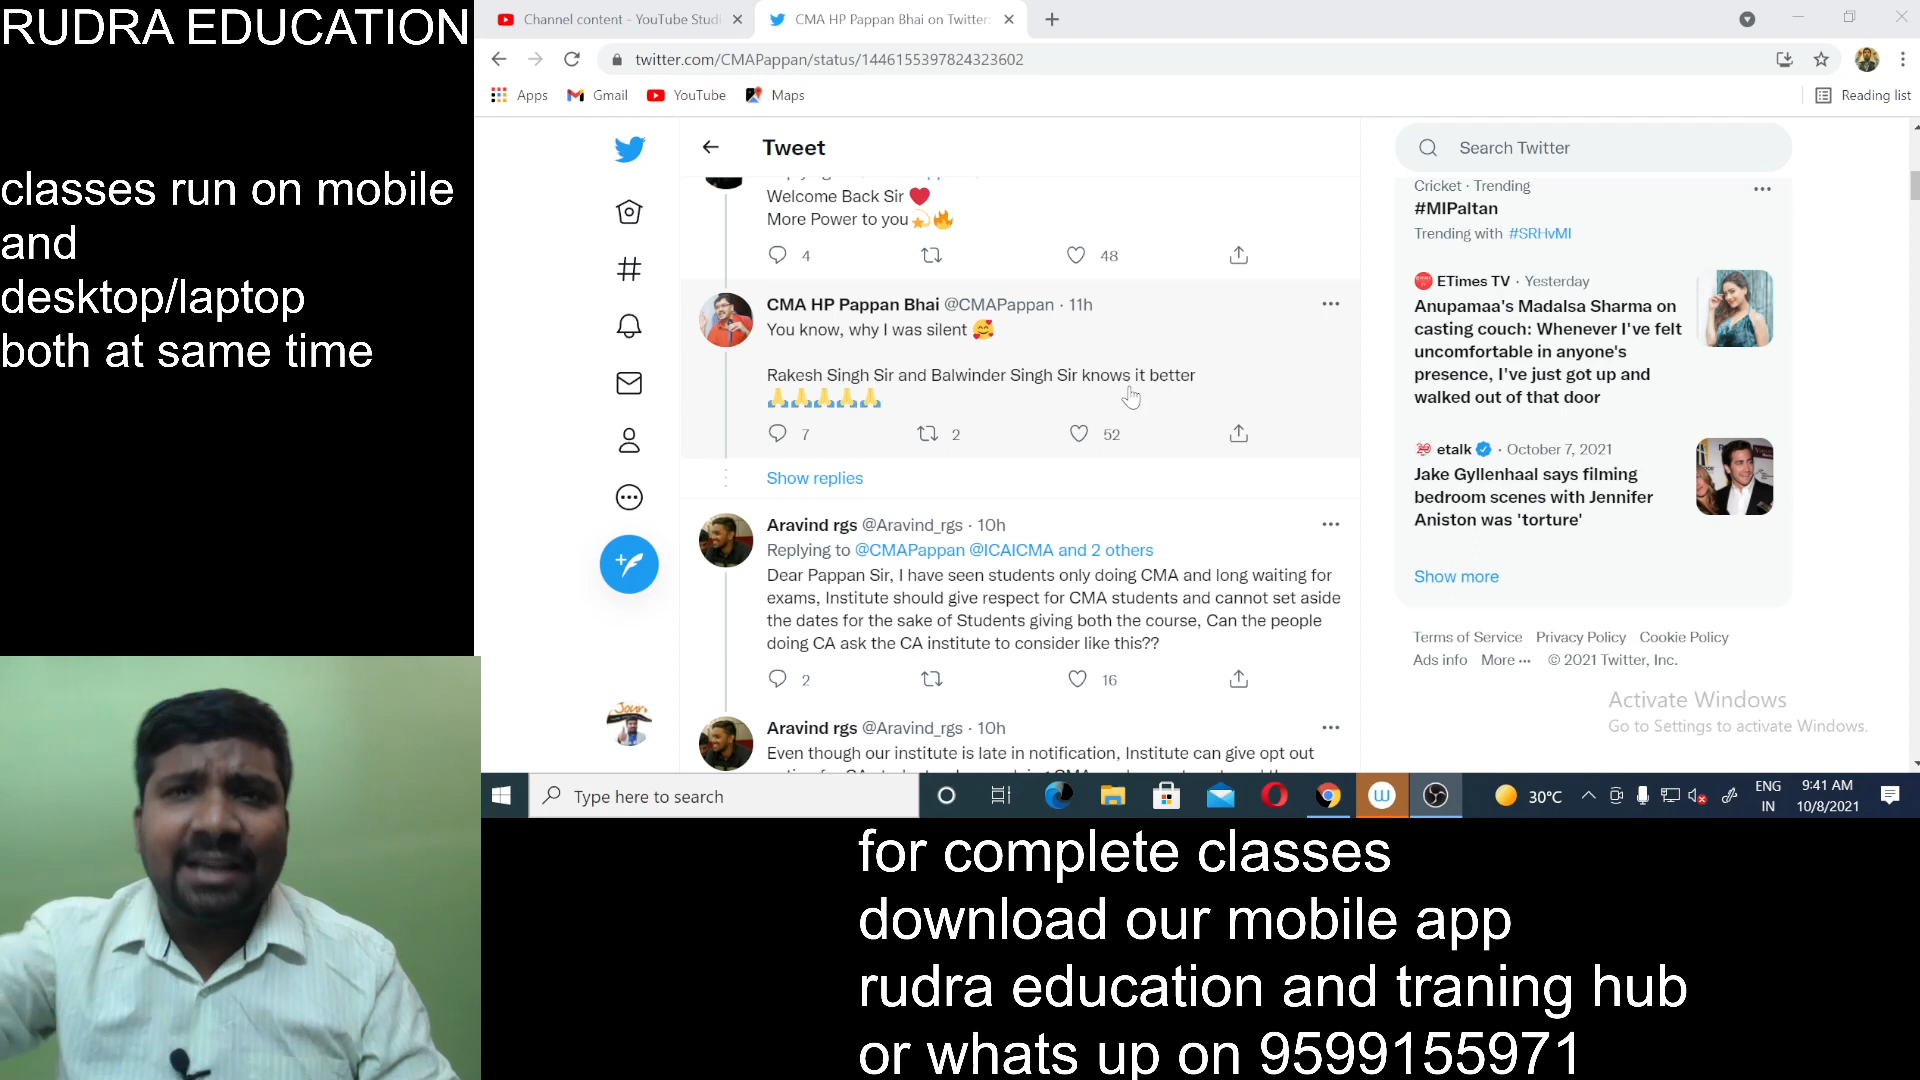 RUDRA EDUCATION
classes run on mobile
and
desktop/laptop
both at same time
Channel content - YouTube Studi
CMA HP Pappan Bhai on Twitter:
twitter.com/CMAPappan/status/1446155397824323602
Apps
Gmail
YouTube
Maps
Reading list
Tweet
Welcome Back Sir ❤️
More Power to you💫🔥
4
48
CMA HP Pappan Bhai @CMAPappan · 11h
You know, why I was silent 🥰
Rakesh Singh Sir and Balwinder Singh Sir knows it better
🙏🙏🙏🙏🙏
7
2
52
Show replies
Aravind rgs @Aravind_rgs · 10h
Replying to @CMAPappan @ICAICMA and 2 others
Dear Pappan Sir, I have seen students only doing CMA and long waiting for
exams, Institute should give respect for CMA students and cannot set aside
the dates for the sake of Students giving both the course, Can the people
doing CA ask the CA institute to consider like this??
2
16
Aravind rgs @Aravind_rgs · 10h
Even though our institute is late in notification, Institute can give opt out
Search Twitter
Cricket · Trending
#MIPaltan
Trending with #SRHvMI
ETimes TV · Yesterday
Anupamaa's Madalsa Sharma on
casting couch: Whenever I've felt
uncomfortable in anyone's
presence, I've just got up and
walked out of that door
etalk · October 7, 2021
Jake Gyllenhaal says filming
bedroom scenes with Jennifer
Aniston was 'torture'
Show more
Terms of Service Privacy Policy Cookie Policy
Ads info More ··· © 2021 Twitter, Inc.
Activate Windows
Go to Settings to activate Windows.
Type here to search
30°C
ENG
IN
9:41 AM
10/8/2021
for complete classes
download our mobile app
rudra education and traning hub
or whats up on 9599155971